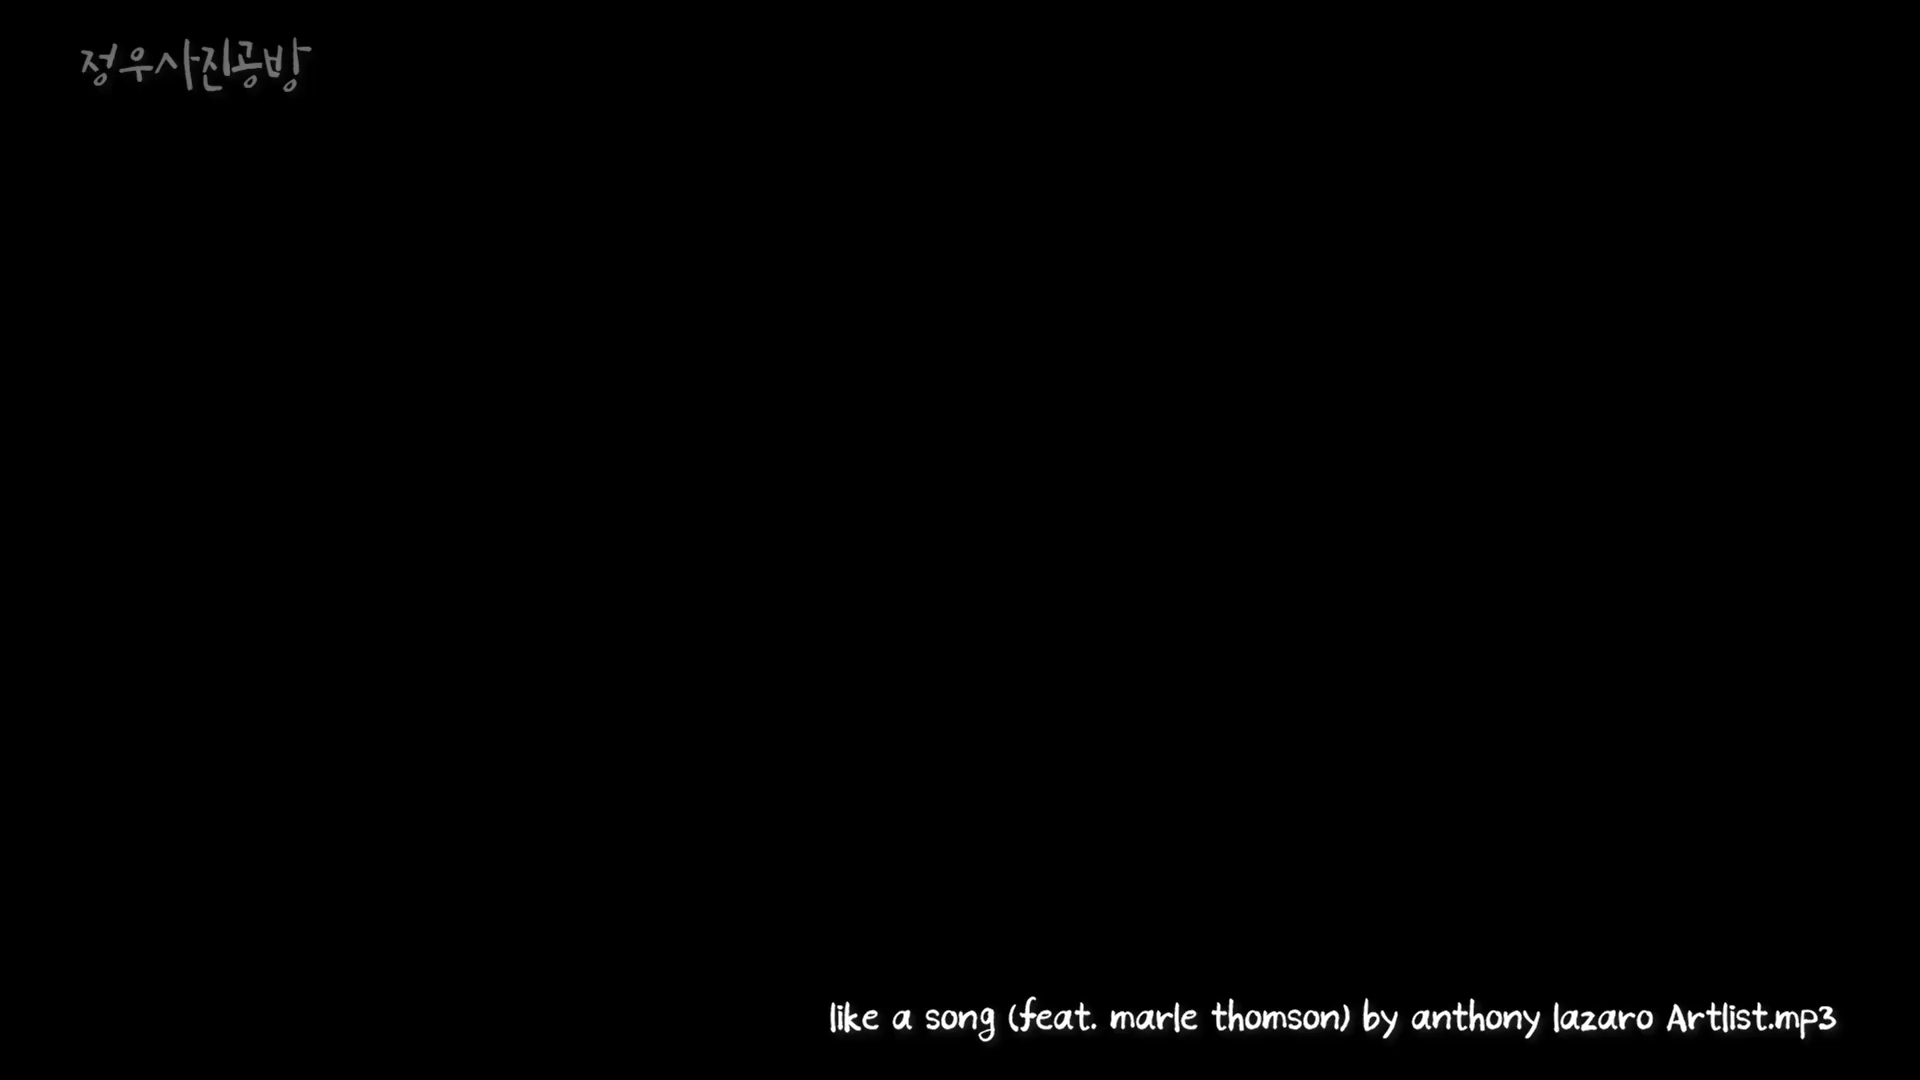 정우사진공방
like a song (feat. marle thomson) by anthony lazaro Artlist.mp3